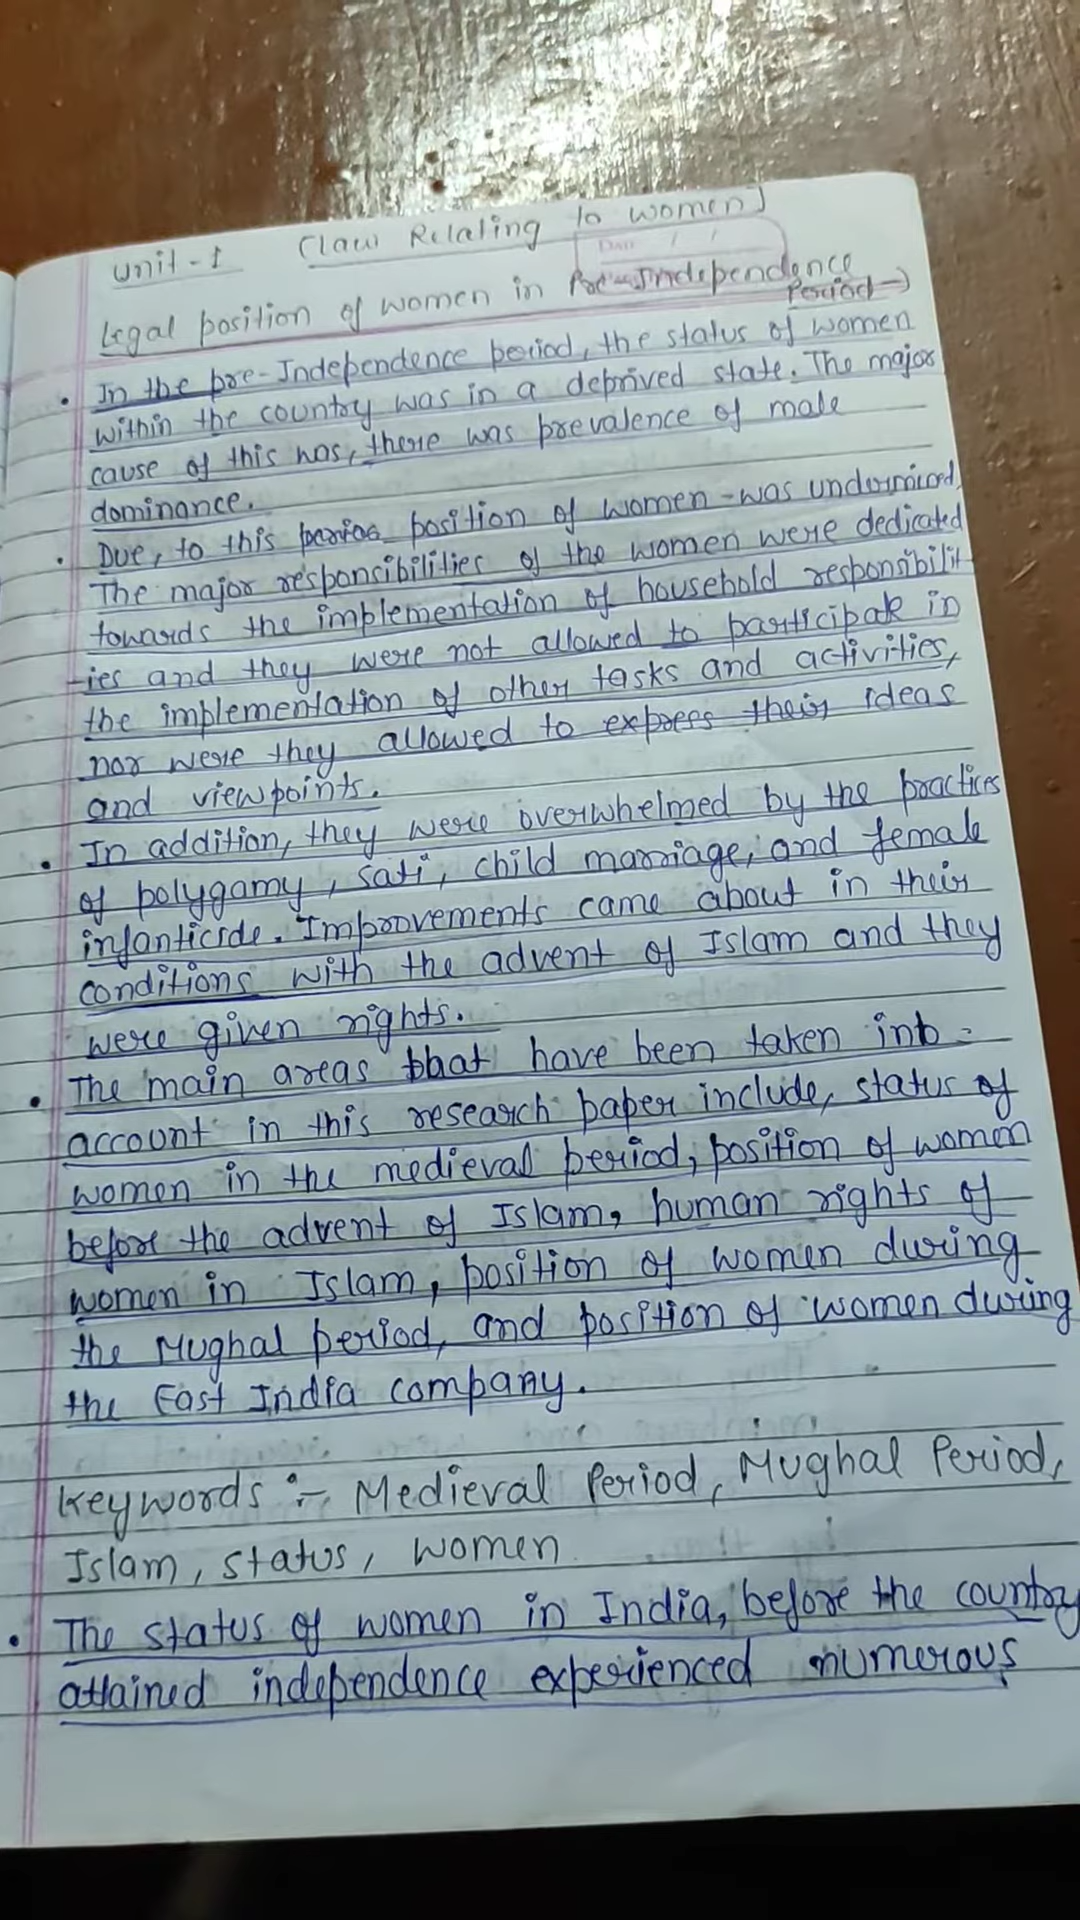 Unit-I (Law Relating to women)
Date / /
Legal position of women in Pre-Independence
Period→)
• In the pre-Independence period, the status of women
within the country was in a deprived state. The major
cause of this was, there was prevalence of male
dominance.
• Due, to this position of women - was undermined.
The major responsibilities of the women were dedicated
towards the implementation of household responsibilit
-ies and they were not allowed to participate in
the implementation of other tasks and activities,
nor were they allowed to express their ideas
and viewpoints.
• In addition, they were overwhelmed by the practices
of polygamy, sati, child marriage, and female
infanticide. Improvements came about in their
conditions with the advent of Islam and they
were given rights.
• The main areas that have been taken into -
account in this research paper include, status of
women in the medieval period, position of women
before the advent of Islam, human rights of
women in Islam, position of women during
the Mughal period, and position of women during
the East India company.
Keywords :- Medieval Period, Mughal Period,
Islam, status, women
• The status of women in India, before the country
attained independence experienced numerous